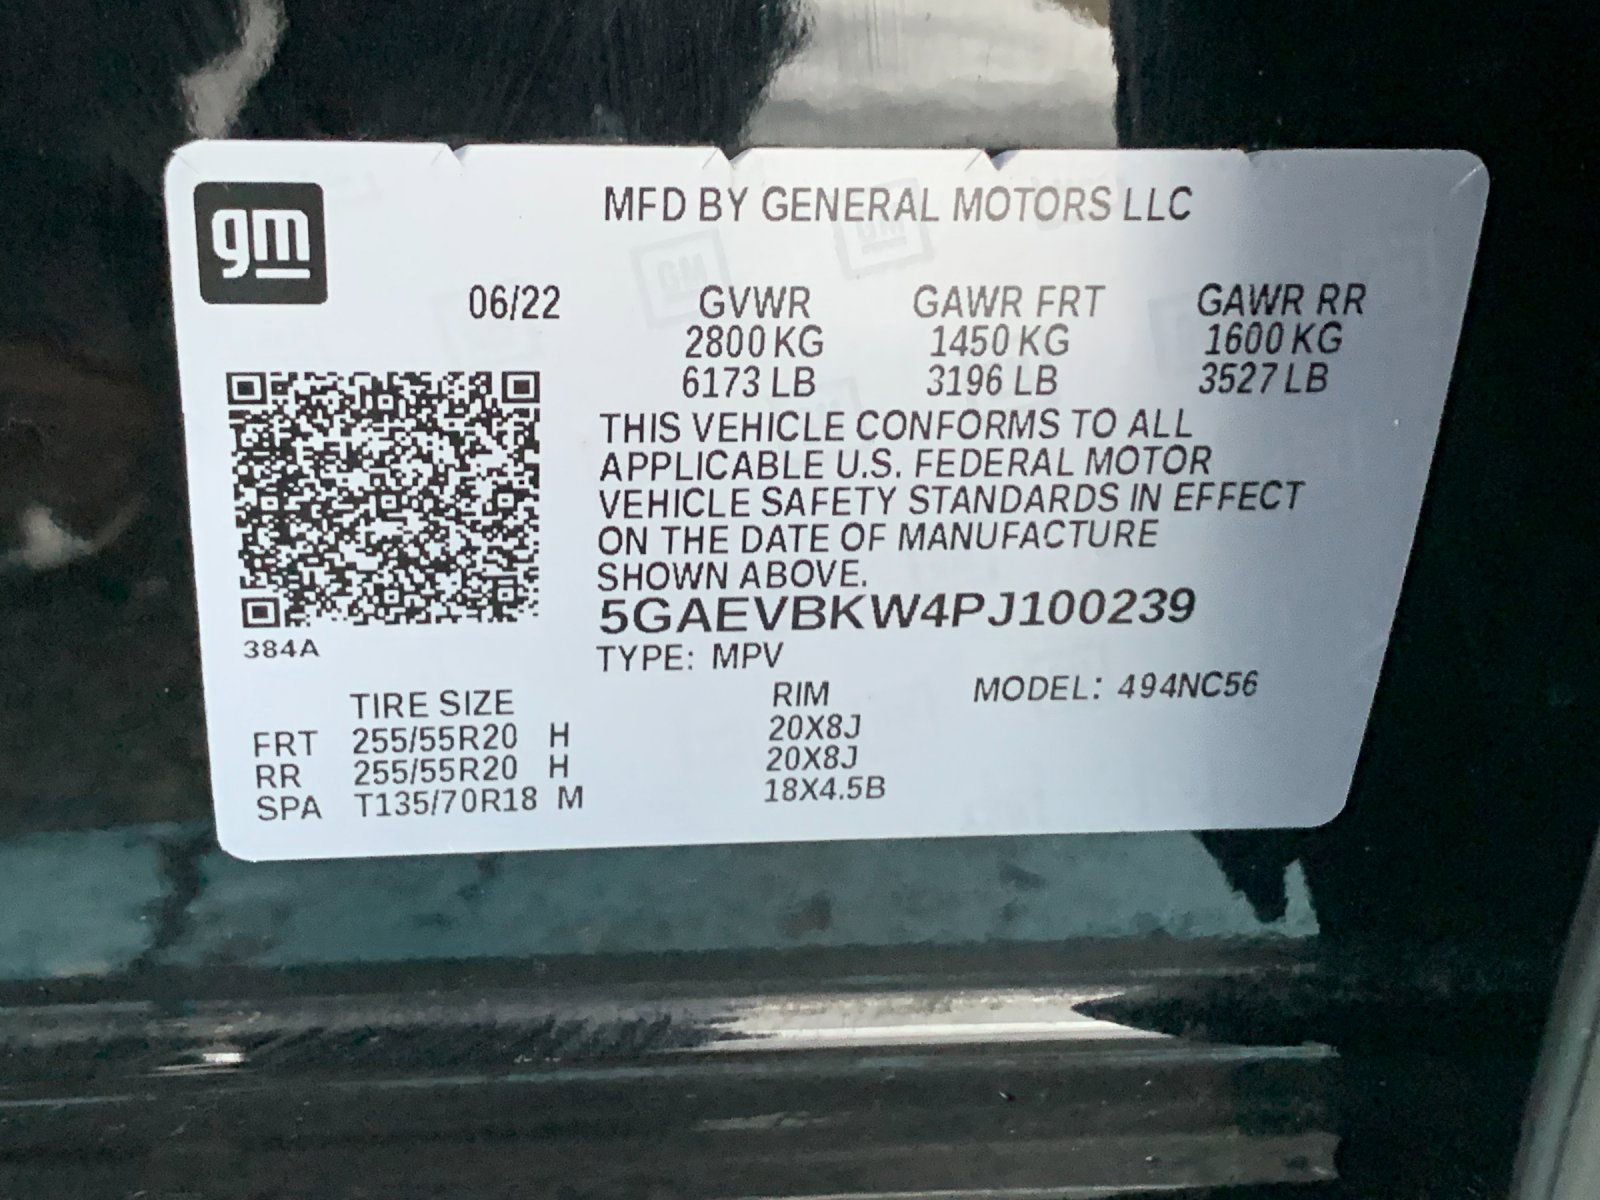 gm
MFD BY GENERAL MOTORS LLC
06/22 GVWR GAWR FRT GAWR RR
2800 KG 1450 KG 1600 KG
6173 LB 3196 LB 3527 LB
THIS VEHICLE CONFORMS TO ALL
APPLICABLE U.S. FEDERAL MOTOR
VEHICLE SAFETY STANDARDS IN EFFECT
ON THE DATE OF MANUFACTURE
SHOWN ABOVE.
5GAEVBKW4PJ100239
384A
TYPE: MPV
TIRE SIZE RIM MODEL: 494NC56
FRT 255/55R20 H 20X8J
RR 255/55R20 H 20X8J
SPA T135/70R18 M 18X4.5B